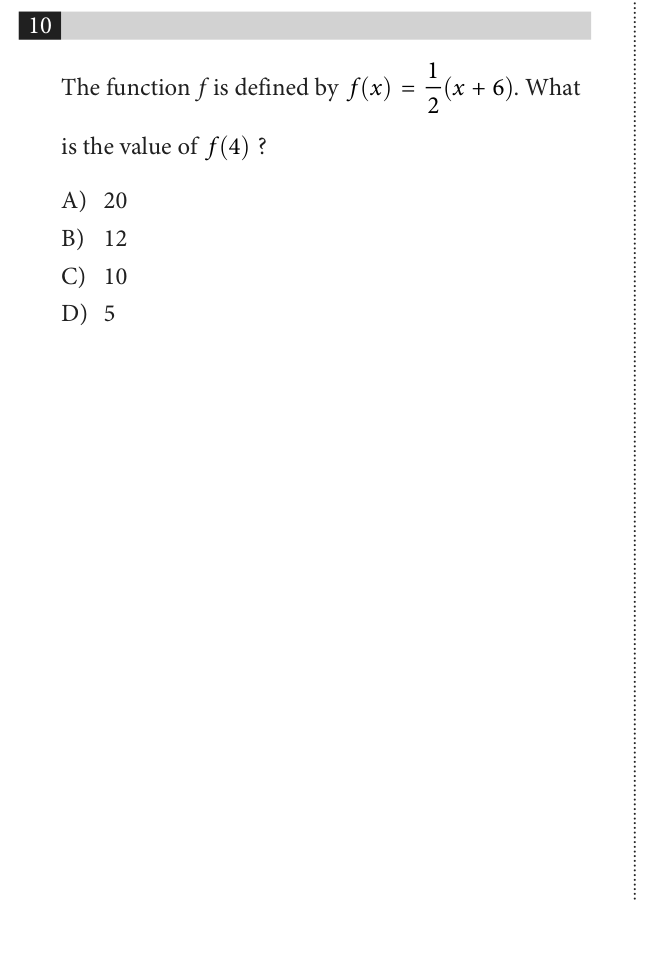 10
The function f is defined by f(x) = 1/2(x + 6). What
is the value of f(4) ?
A) 20
B) 12
C) 10
D) 5